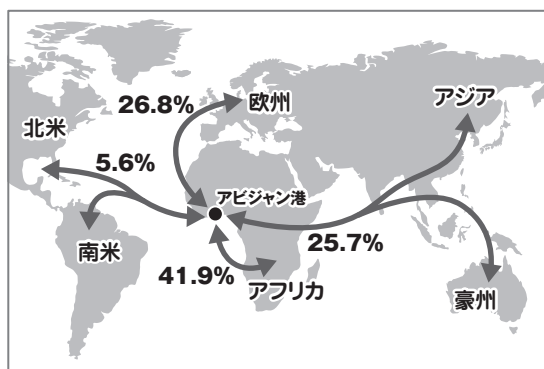 26.8%
欧州
アジア
北米
5.6%
アビジャン港
南米
25.7%
41.9%
アフリカ
豪州